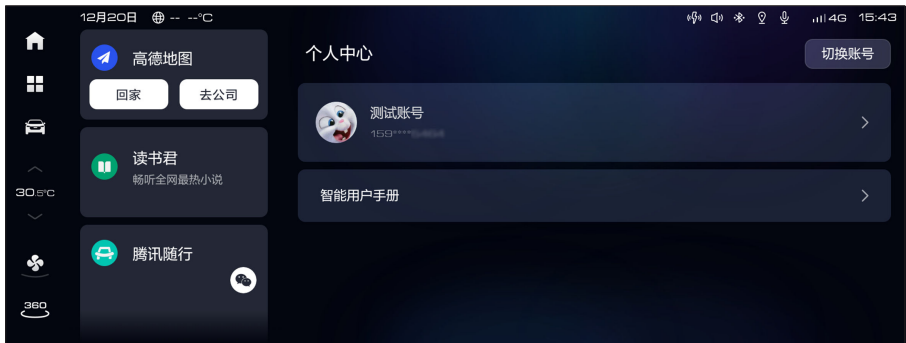 12月20日 -- --°C
4G 15:43
高德地图
回家 去公司
读书君
畅听全网最热小说
腾讯随行
30.5°C
360
个人中心
切换账号
测试账号
159****
智能用户手册